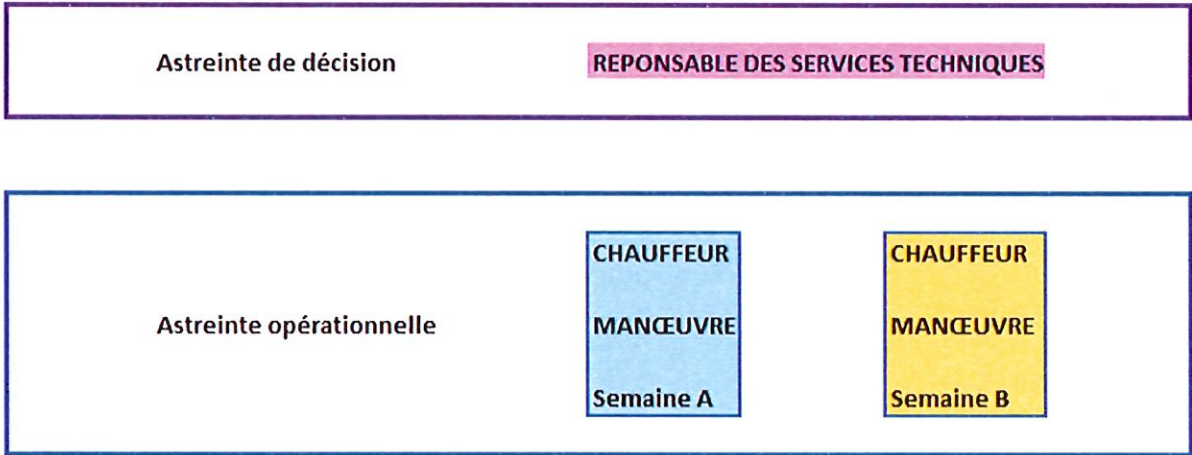 Astreinte de décision REPONSABLE DES SERVICES TECHNIQUES
CHAUFFEUR CHAUFFEUR
Astreinte opérationnelle MANŒUVRE MANŒUVRE
Semaine A Semaine B